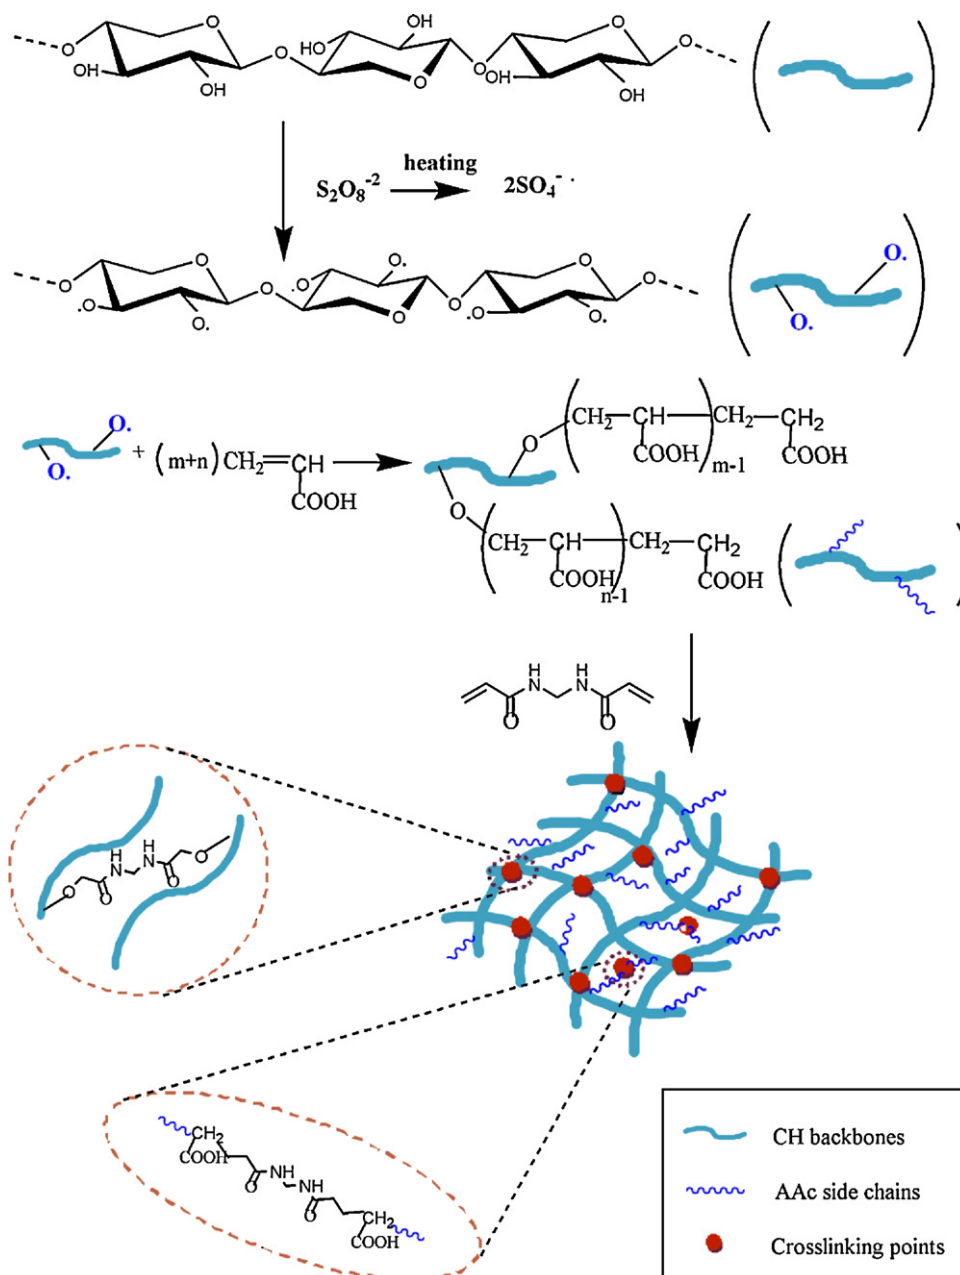 O O O OH O O O
OH OH HO O OH OH
heating
S₂O₈⁻² 2SO₄⁻ ·
O O O. O. O O O
.O O. O .O O.
O.
O.
O.
O.
+ (m+n) CH₂=CH
COOH
O CH₂ CH CH₂ CH₂
COOH m-1 COOH
O CH₂ CH CH₂ CH₂
COOH n-1 COOH
H H
N N
O O
H
N NH O
O O O
CH₂
COOH
NH
O NH
O
CH₂
COOH
CH backbones
AAc side chains
Crosslinking points